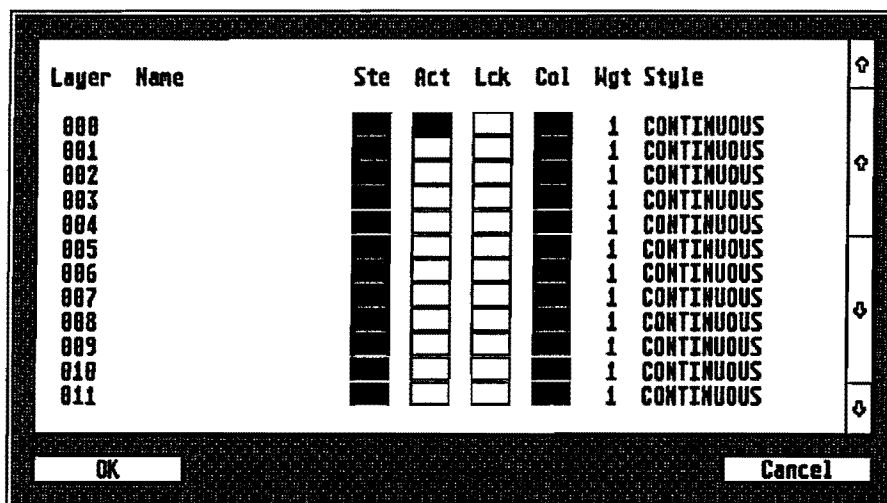 Layer Name Ste Act Lck Col Wgt Style
000 1 CONTINUOUS
001 1 CONTINUOUS
002 1 CONTINUOUS
003 1 CONTINUOUS
004 1 CONTINUOUS
005 1 CONTINUOUS
006 1 CONTINUOUS
007 1 CONTINUOUS
008 1 CONTINUOUS
009 1 CONTINUOUS
010 1 CONTINUOUS
011 1 CONTINUOUS
OK Cancel